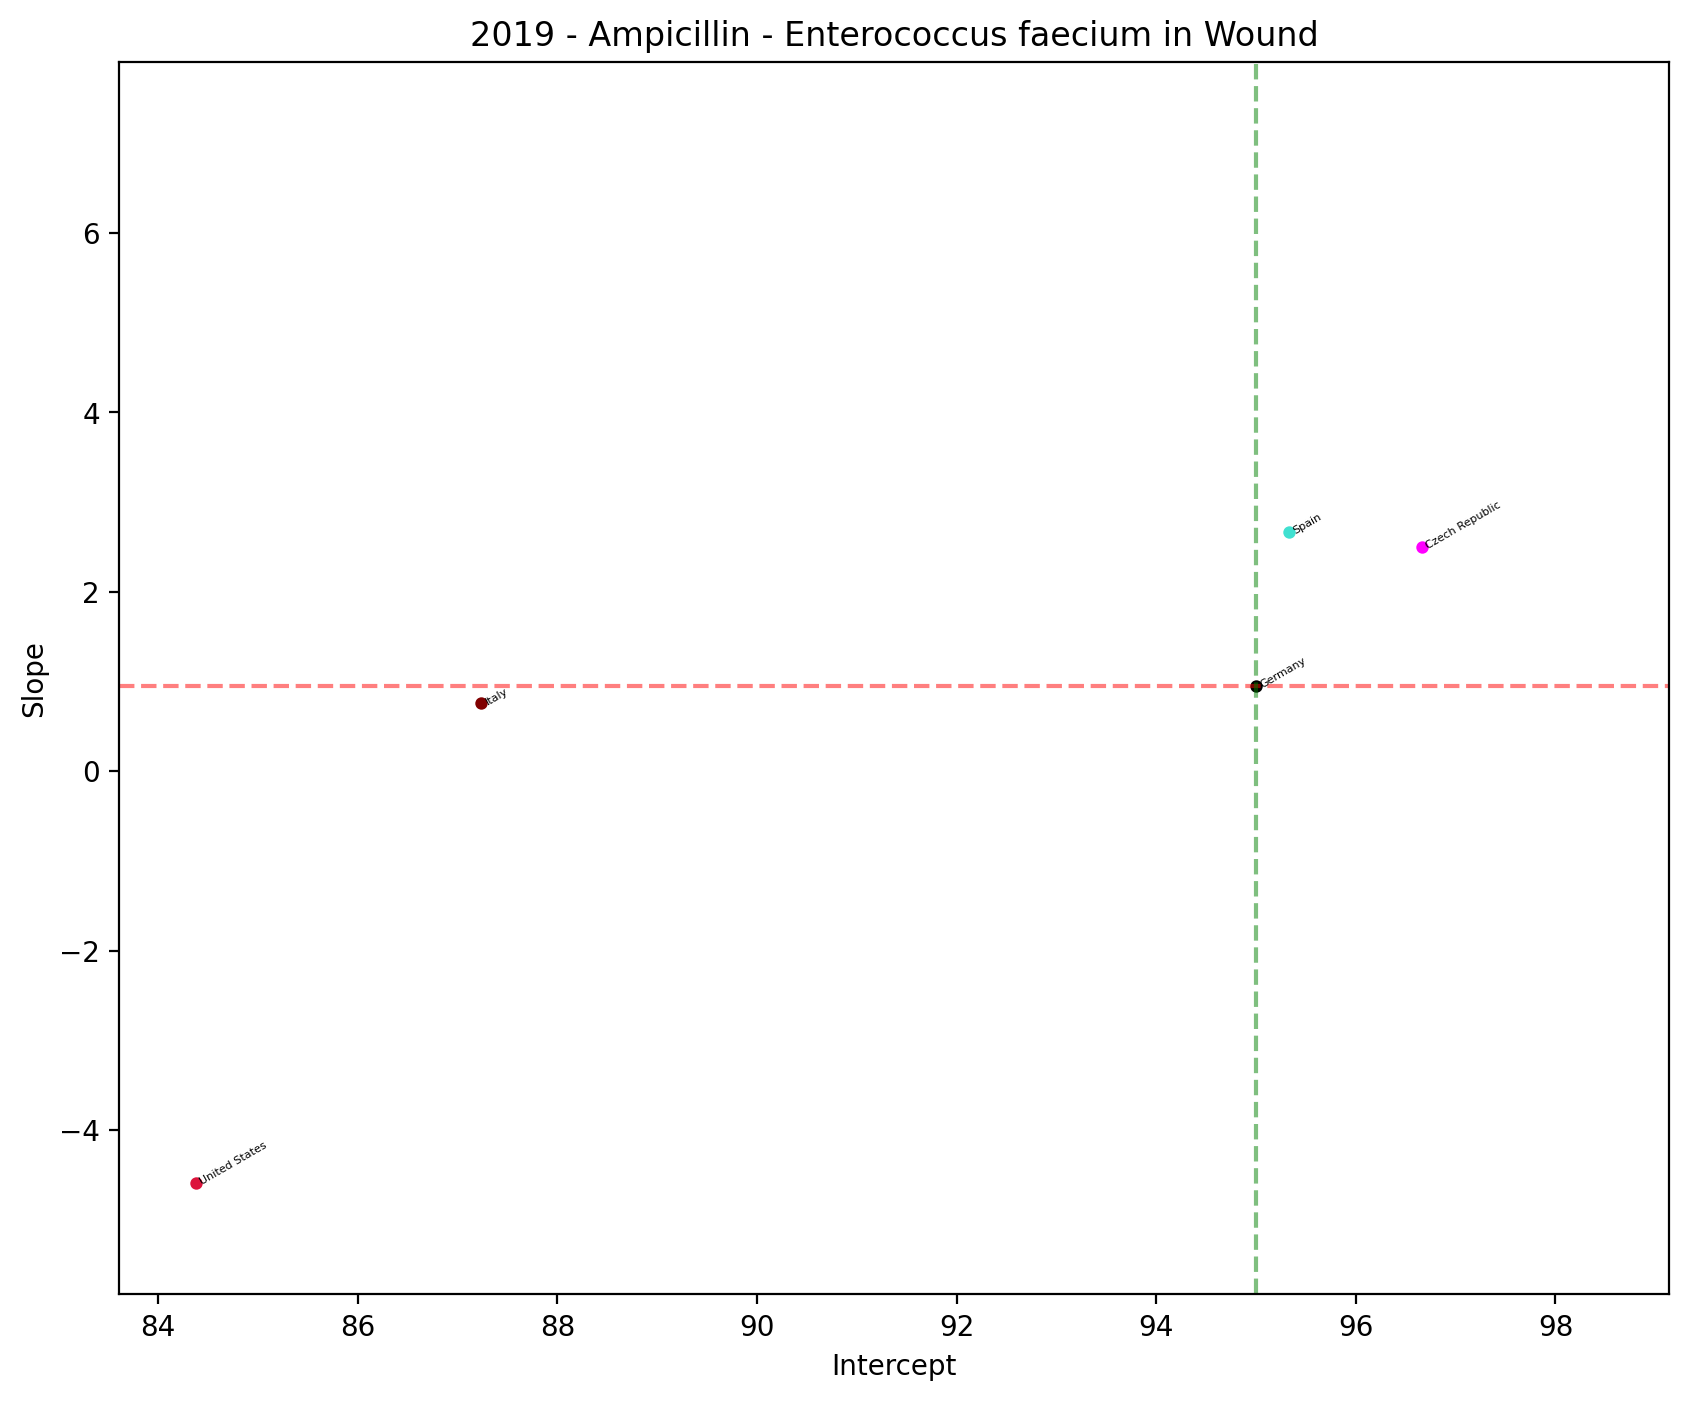 2019 - Ampicillin - Enterococcus faecium in Wound
6
4
2
0
−2
−4
Slope
Spain
Czech Republic
Germany
Italy
United States
84 86 88 90 92 94 96 98
Intercept